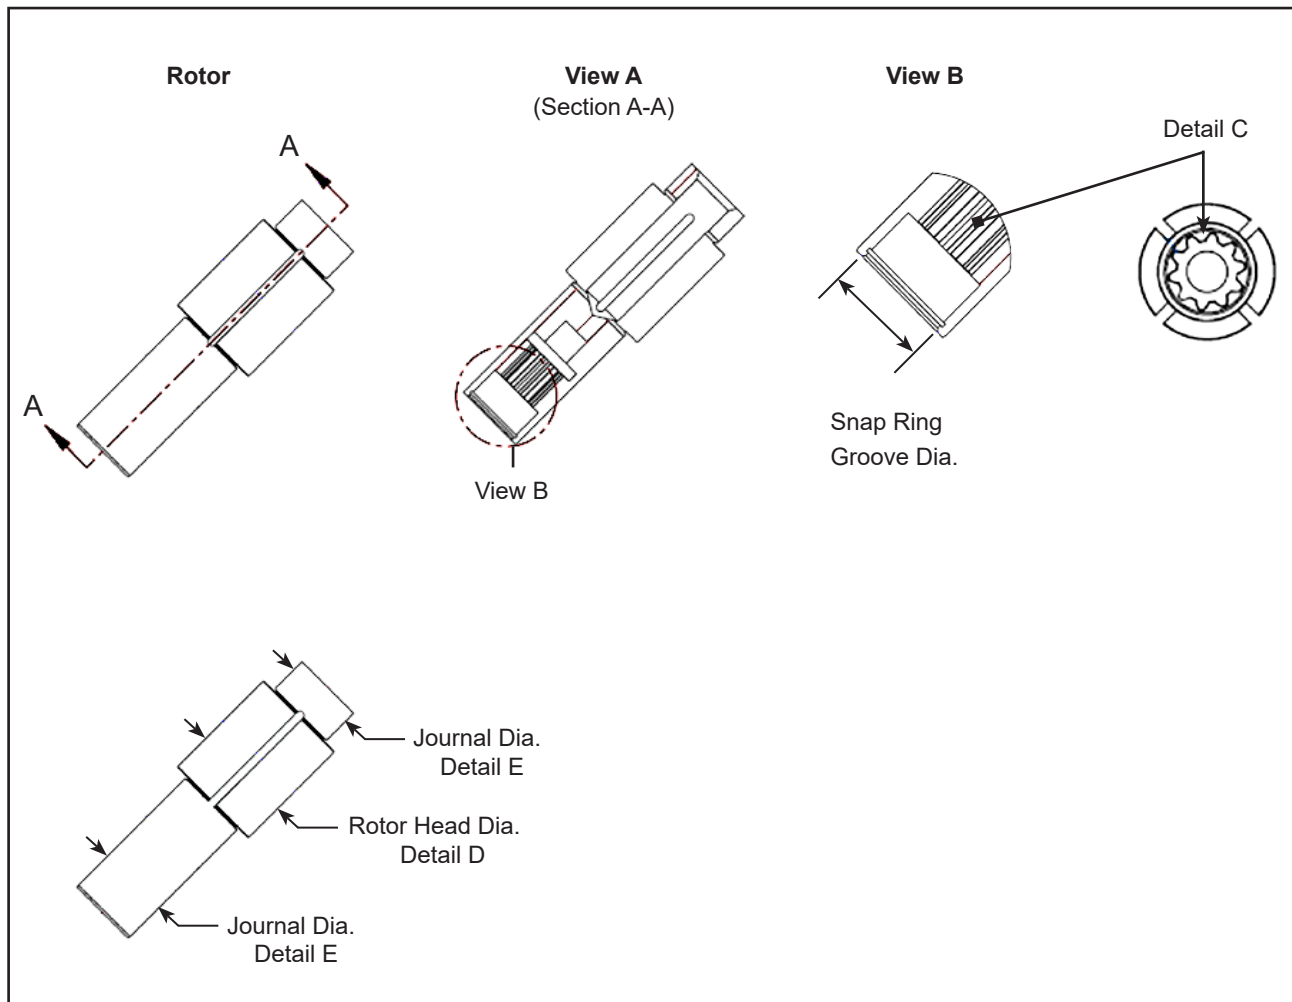 Rotor
View A
(Section A-A)
View B
Detail C
A
A
Snap Ring
Groove Dia.
View B
Journal Dia.
Detail E
Rotor Head Dia.
Detail D
Journal Dia.
Detail E